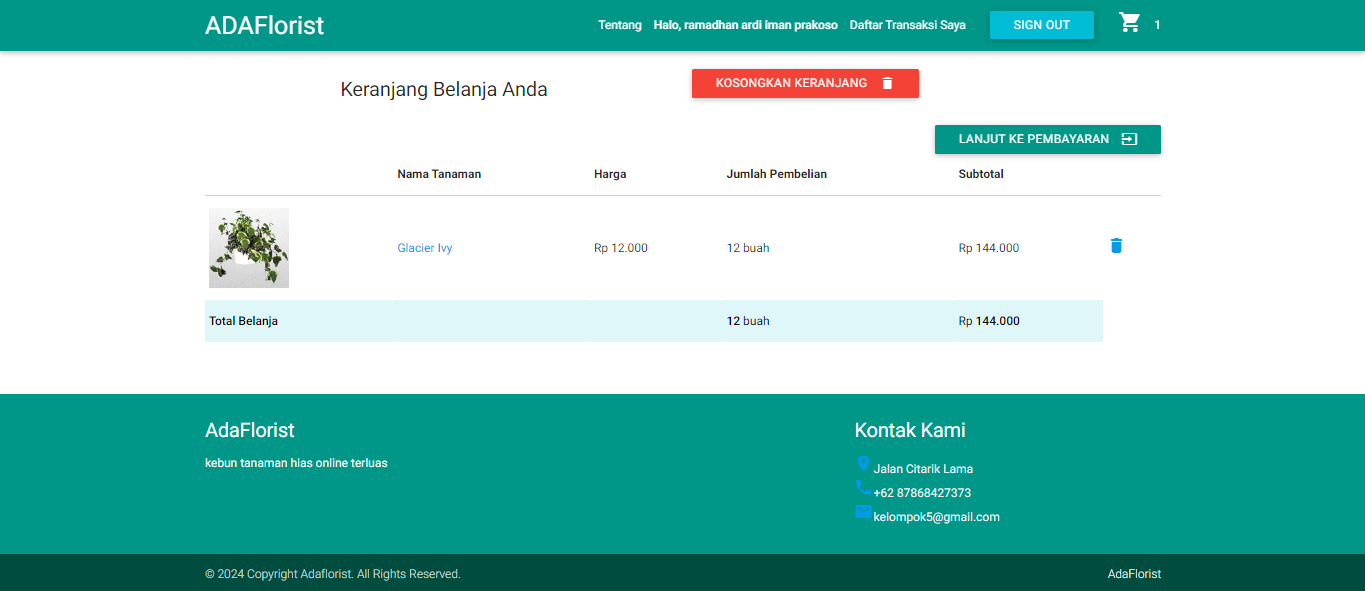 ADAFlorist
Tentang Halo, ramadhan ardi iman prakoso Daftar Transaksi Saya SIGN OUT 1
Keranjang Belanja Anda
KOSONGKAN KERANJANG
LANJUT KE PEMBAYARAN
Nama Tanaman Harga Jumlah Pembelian Subtotal
Glacier Ivy Rp 12.000 12 buah Rp 144.000
Total Belanja 12 buah Rp 144.000
AdaFlorist
kebun tanaman hias online terluas
Kontak Kami
Jalan Citarik Lama
+62 87868427373
kelompok5@gmail.com
© 2024 Copyright Adaflorist. All Rights Reserved.
AdaFlorist